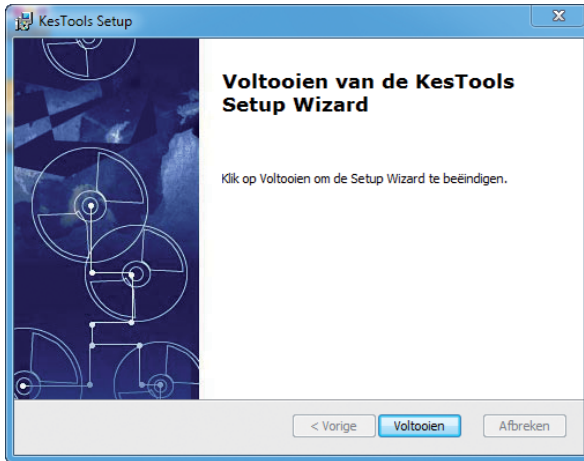 KesTools Setup
Voltooien van de KesTools
Setup Wizard
Klik op Voltooien om de Setup Wizard te beëindigen.
< Vorige
Voltooien
Afbreken